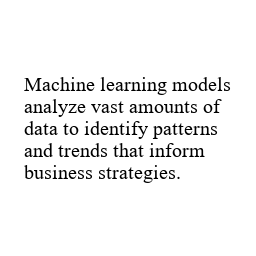 Machine learning models
analyze vast amounts of
data to identify patterns
and trends that inform
business strategies.